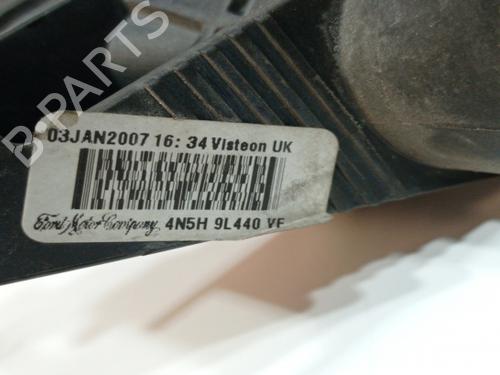 B-PARTS
03JAN2007 16: 34 Visteon UK
Ford Motor Company 4N5H 9L440 VF